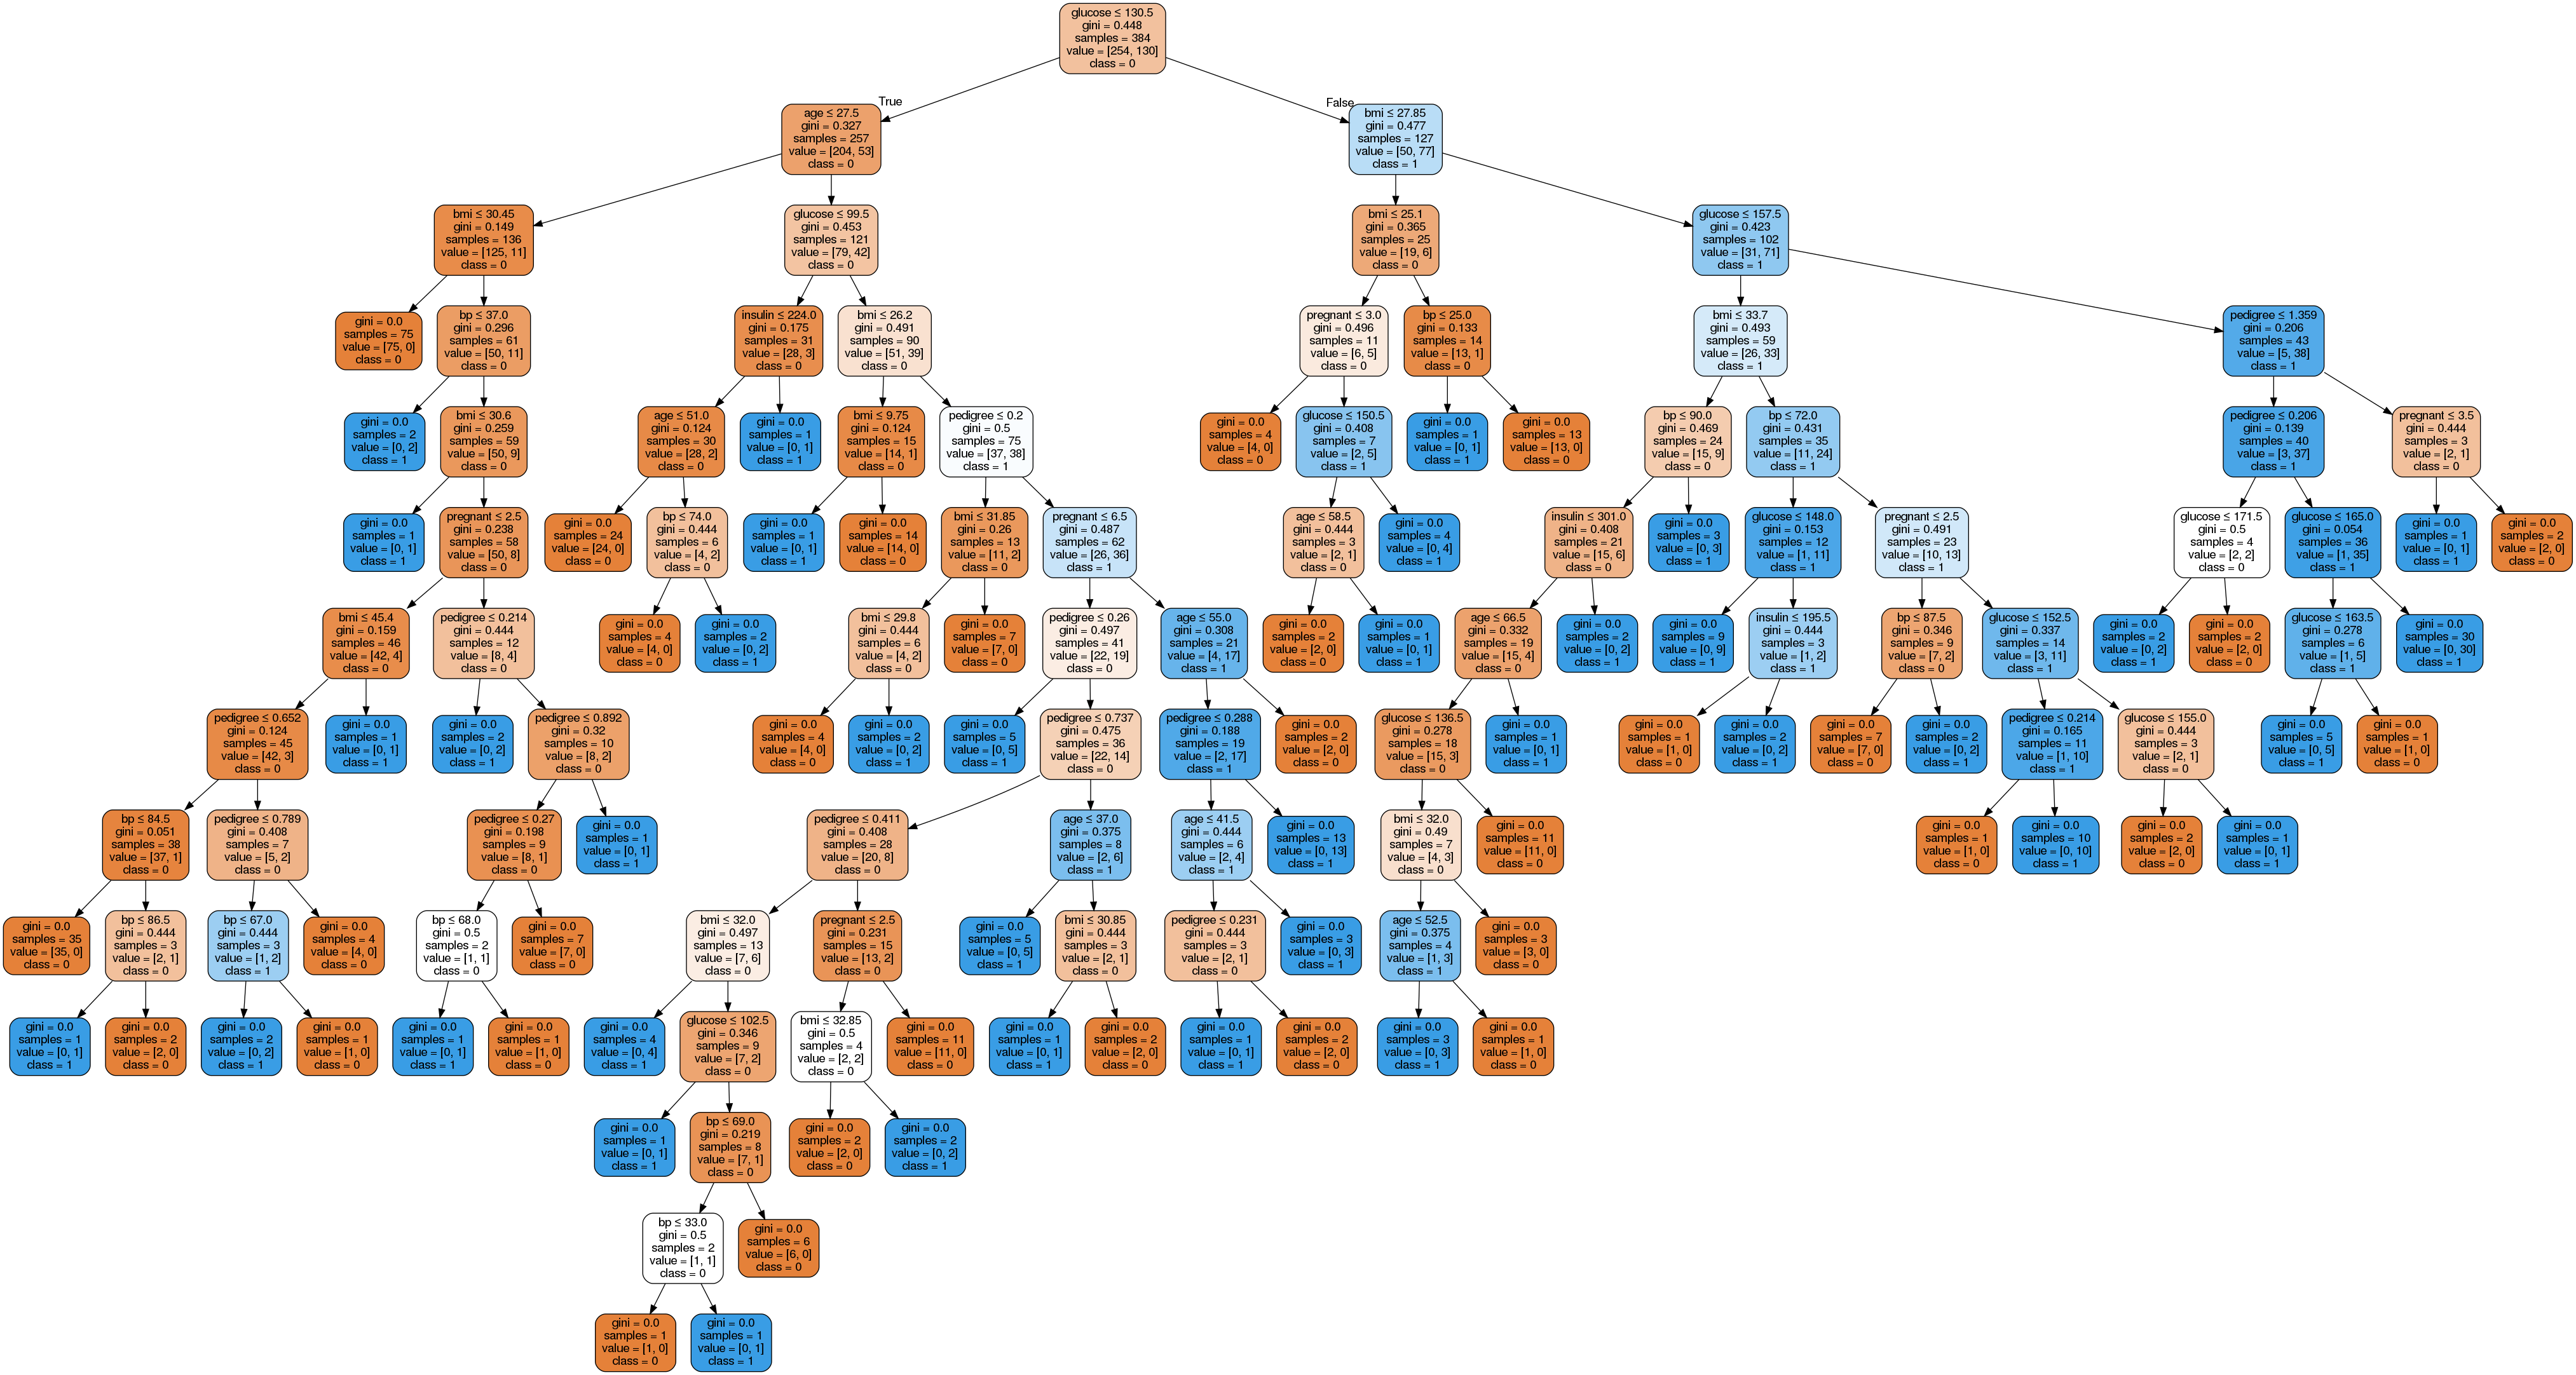 glucose ≤ 130.5
gini = 0.448
samples = 384
value = [254, 130]
class = 0
True
False
age ≤ 27.5
gini = 0.327
samples = 257
value = [204, 53]
class = 0
bmi ≤ 27.85
gini = 0.477
samples = 127
value = [50, 77]
class = 1
bmi ≤ 30.45
gini = 0.149
samples = 136
value = [125, 11]
class = 0
glucose ≤ 99.5
gini = 0.453
samples = 121
value = [79, 42]
class = 0
bmi ≤ 25.1
gini = 0.365
samples = 25
value = [19, 6]
class = 0
glucose ≤ 157.5
gini = 0.423
samples = 102
value = [31, 71]
class = 1
gini = 0.0
samples = 75
value = [75, 0]
class = 0
bp ≤ 37.0
gini = 0.296
samples = 61
value = [50, 11]
class = 0
insulin ≤ 224.0
gini = 0.175
samples = 31
value = [28, 3]
class = 0
bmi ≤ 26.2
gini = 0.491
samples = 90
value = [51, 39]
class = 0
pregnant ≤ 3.0
gini = 0.496
samples = 11
value = [6, 5]
class = 0
bp ≤ 25.0
gini = 0.133
samples = 14
value = [13, 1]
class = 0
bmi ≤ 33.7
gini = 0.493
samples = 59
value = [26, 33]
class = 1
pedigree ≤ 1.359
gini = 0.206
samples = 43
value = [5, 38]
class = 1
gini = 0.0
samples = 2
value = [0, 2]
class = 1
bmi ≤ 30.6
gini = 0.259
samples = 59
value = [50, 9]
class = 0
age ≤ 51.0
gini = 0.124
samples = 30
value = [28, 2]
class = 0
gini = 0.0
samples = 1
value = [0, 1]
class = 1
bmi ≤ 9.75
gini = 0.124
samples = 15
value = [14, 1]
class = 0
pedigree ≤ 0.2
gini = 0.5
samples = 75
value = [37, 38]
class = 1
gini = 0.0
samples = 4
value = [4, 0]
class = 0
glucose ≤ 150.5
gini = 0.408
samples = 7
value = [2, 5]
class = 1
gini = 0.0
samples = 1
value = [0, 1]
class = 1
gini = 0.0
samples = 13
value = [13, 0]
class = 0
bp ≤ 90.0
gini = 0.469
samples = 24
value = [15, 9]
class = 0
bp ≤ 72.0
gini = 0.431
samples = 35
value = [11, 24]
class = 1
pedigree ≤ 0.206
gini = 0.139
samples = 40
value = [3, 37]
class = 1
pregnant ≤ 3.5
gini = 0.444
samples = 3
value = [2, 1]
class = 0
gini = 0.0
samples = 1
value = [0, 1]
class = 1
pregnant ≤ 2.5
gini = 0.238
samples = 58
value = [50, 8]
class = 0
gini = 0.0
samples = 24
value = [24, 0]
class = 0
bp ≤ 74.0
gini = 0.444
samples = 6
value = [4, 2]
class = 0
gini = 0.0
samples = 1
value = [0, 1]
class = 1
gini = 0.0
samples = 14
value = [14, 0]
class = 0
bmi ≤ 31.85
gini = 0.26
samples = 13
value = [11, 2]
class = 0
pregnant ≤ 6.5
gini = 0.487
samples = 62
value = [26, 36]
class = 1
age ≤ 58.5
gini = 0.444
samples = 3
value = [2, 1]
class = 0
gini = 0.0
samples = 4
value = [0, 4]
class = 1
insulin ≤ 301.0
gini = 0.408
samples = 21
value = [15, 6]
class = 0
gini = 0.0
samples = 3
value = [0, 3]
class = 1
glucose ≤ 148.0
gini = 0.153
samples = 12
value = [1, 11]
class = 1
pregnant ≤ 2.5
gini = 0.491
samples = 23
value = [10, 13]
class = 1
glucose ≤ 171.5
gini = 0.5
samples = 4
value = [2, 2]
class = 0
glucose ≤ 165.0
gini = 0.054
samples = 36
value = [1, 35]
class = 1
gini = 0.0
samples = 1
value = [0, 1]
class = 1
gini = 0.0
samples = 2
value = [2, 0]
class = 0
bmi ≤ 45.4
gini = 0.159
samples = 46
value = [42, 4]
class = 0
pedigree ≤ 0.214
gini = 0.444
samples = 12
value = [8, 4]
class = 0
gini = 0.0
samples = 4
value = [4, 0]
class = 0
gini = 0.0
samples = 2
value = [0, 2]
class = 1
bmi ≤ 29.8
gini = 0.444
samples = 6
value = [4, 2]
class = 0
gini = 0.0
samples = 7
value = [7, 0]
class = 0
pedigree ≤ 0.26
gini = 0.497
samples = 41
value = [22, 19]
class = 0
age ≤ 55.0
gini = 0.308
samples = 21
value = [4, 17]
class = 1
gini = 0.0
samples = 2
value = [2, 0]
class = 0
gini = 0.0
samples = 1
value = [0, 1]
class = 1
age ≤ 66.5
gini = 0.332
samples = 19
value = [15, 4]
class = 0
gini = 0.0
samples = 2
value = [0, 2]
class = 1
gini = 0.0
samples = 9
value = [0, 9]
class = 1
insulin ≤ 195.5
gini = 0.444
samples = 3
value = [1, 2]
class = 1
bp ≤ 87.5
gini = 0.346
samples = 9
value = [7, 2]
class = 0
glucose ≤ 152.5
gini = 0.337
samples = 14
value = [3, 11]
class = 1
gini = 0.0
samples = 2
value = [0, 2]
class = 1
gini = 0.0
samples = 2
value = [2, 0]
class = 0
glucose ≤ 163.5
gini = 0.278
samples = 6
value = [1, 5]
class = 1
gini = 0.0
samples = 30
value = [0, 30]
class = 1
pedigree ≤ 0.652
gini = 0.124
samples = 45
value = [42, 3]
class = 0
gini = 0.0
samples = 1
value = [0, 1]
class = 1
gini = 0.0
samples = 2
value = [0, 2]
class = 1
pedigree ≤ 0.892
gini = 0.32
samples = 10
value = [8, 2]
class = 0
gini = 0.0
samples = 4
value = [4, 0]
class = 0
gini = 0.0
samples = 2
value = [0, 2]
class = 1
gini = 0.0
samples = 5
value = [0, 5]
class = 1
pedigree ≤ 0.737
gini = 0.475
samples = 36
value = [22, 14]
class = 0
pedigree ≤ 0.288
gini = 0.188
samples = 19
value = [2, 17]
class = 1
gini = 0.0
samples = 2
value = [2, 0]
class = 0
glucose ≤ 136.5
gini = 0.278
samples = 18
value = [15, 3]
class = 0
gini = 0.0
samples = 1
value = [0, 1]
class = 1
gini = 0.0
samples = 1
value = [1, 0]
class = 0
gini = 0.0
samples = 2
value = [0, 2]
class = 1
gini = 0.0
samples = 7
value = [7, 0]
class = 0
gini = 0.0
samples = 2
value = [0, 2]
class = 1
pedigree ≤ 0.214
gini = 0.165
samples = 11
value = [1, 10]
class = 1
glucose ≤ 155.0
gini = 0.444
samples = 3
value = [2, 1]
class = 0
gini = 0.0
samples = 5
value = [0, 5]
class = 1
gini = 0.0
samples = 1
value = [1, 0]
class = 0
bp ≤ 84.5
gini = 0.051
samples = 38
value = [37, 1]
class = 0
pedigree ≤ 0.789
gini = 0.408
samples = 7
value = [5, 2]
class = 0
pedigree ≤ 0.27
gini = 0.198
samples = 9
value = [8, 1]
class = 0
gini = 0.0
samples = 1
value = [0, 1]
class = 1
pedigree ≤ 0.411
gini = 0.408
samples = 28
value = [20, 8]
class = 0
age ≤ 37.0
gini = 0.375
samples = 8
value = [2, 6]
class = 1
age ≤ 41.5
gini = 0.444
samples = 6
value = [2, 4]
class = 1
gini = 0.0
samples = 13
value = [0, 13]
class = 1
bmi ≤ 32.0
gini = 0.49
samples = 7
value = [4, 3]
class = 0
gini = 0.0
samples = 11
value = [11, 0]
class = 0
gini = 0.0
samples = 1
value = [1, 0]
class = 0
gini = 0.0
samples = 10
value = [0, 10]
class = 1
gini = 0.0
samples = 2
value = [2, 0]
class = 0
gini = 0.0
samples = 1
value = [0, 1]
class = 1
gini = 0.0
samples = 35
value = [35, 0]
class = 0
bp ≤ 86.5
gini = 0.444
samples = 3
value = [2, 1]
class = 0
bp ≤ 67.0
gini = 0.444
samples = 3
value = [1, 2]
class = 1
gini = 0.0
samples = 4
value = [4, 0]
class = 0
bp ≤ 68.0
gini = 0.5
samples = 2
value = [1, 1]
class = 0
gini = 0.0
samples = 7
value = [7, 0]
class = 0
bmi ≤ 32.0
gini = 0.497
samples = 13
value = [7, 6]
class = 0
pregnant ≤ 2.5
gini = 0.231
samples = 15
value = [13, 2]
class = 0
gini = 0.0
samples = 5
value = [0, 5]
class = 1
bmi ≤ 30.85
gini = 0.444
samples = 3
value = [2, 1]
class = 0
pedigree ≤ 0.231
gini = 0.444
samples = 3
value = [2, 1]
class = 0
gini = 0.0
samples = 3
value = [0, 3]
class = 1
age ≤ 52.5
gini = 0.375
samples = 4
value = [1, 3]
class = 1
gini = 0.0
samples = 3
value = [3, 0]
class = 0
gini = 0.0
samples = 1
value = [0, 1]
class = 1
gini = 0.0
samples = 2
value = [2, 0]
class = 0
gini = 0.0
samples = 2
value = [0, 2]
class = 1
gini = 0.0
samples = 1
value = [1, 0]
class = 0
gini = 0.0
samples = 1
value = [0, 1]
class = 1
gini = 0.0
samples = 1
value = [1, 0]
class = 0
gini = 0.0
samples = 4
value = [0, 4]
class = 1
glucose ≤ 102.5
gini = 0.346
samples = 9
value = [7, 2]
class = 0
bmi ≤ 32.85
gini = 0.5
samples = 4
value = [2, 2]
class = 0
gini = 0.0
samples = 11
value = [11, 0]
class = 0
gini = 0.0
samples = 1
value = [0, 1]
class = 1
gini = 0.0
samples = 2
value = [2, 0]
class = 0
gini = 0.0
samples = 1
value = [0, 1]
class = 1
gini = 0.0
samples = 2
value = [2, 0]
class = 0
gini = 0.0
samples = 3
value = [0, 3]
class = 1
gini = 0.0
samples = 1
value = [1, 0]
class = 0
gini = 0.0
samples = 1
value = [0, 1]
class = 1
bp ≤ 69.0
gini = 0.219
samples = 8
value = [7, 1]
class = 0
gini = 0.0
samples = 2
value = [2, 0]
class = 0
gini = 0.0
samples = 2
value = [0, 2]
class = 1
bp ≤ 33.0
gini = 0.5
samples = 2
value = [1, 1]
class = 0
gini = 0.0
samples = 6
value = [6, 0]
class = 0
gini = 0.0
samples = 1
value = [1, 0]
class = 0
gini = 0.0
samples = 1
value = [0, 1]
class = 1